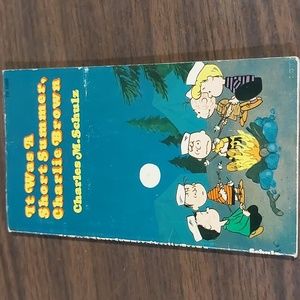 It Was A
Short Summer,
Charlie Brown
Charles M. Schulz